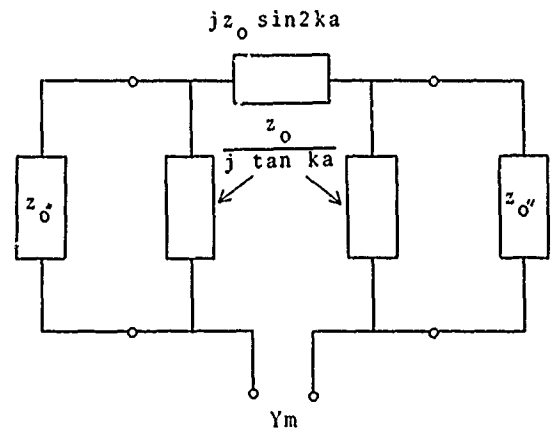 jz₀ sin2ka
z₀
j tan ka
z₀"
z₀"
Ym